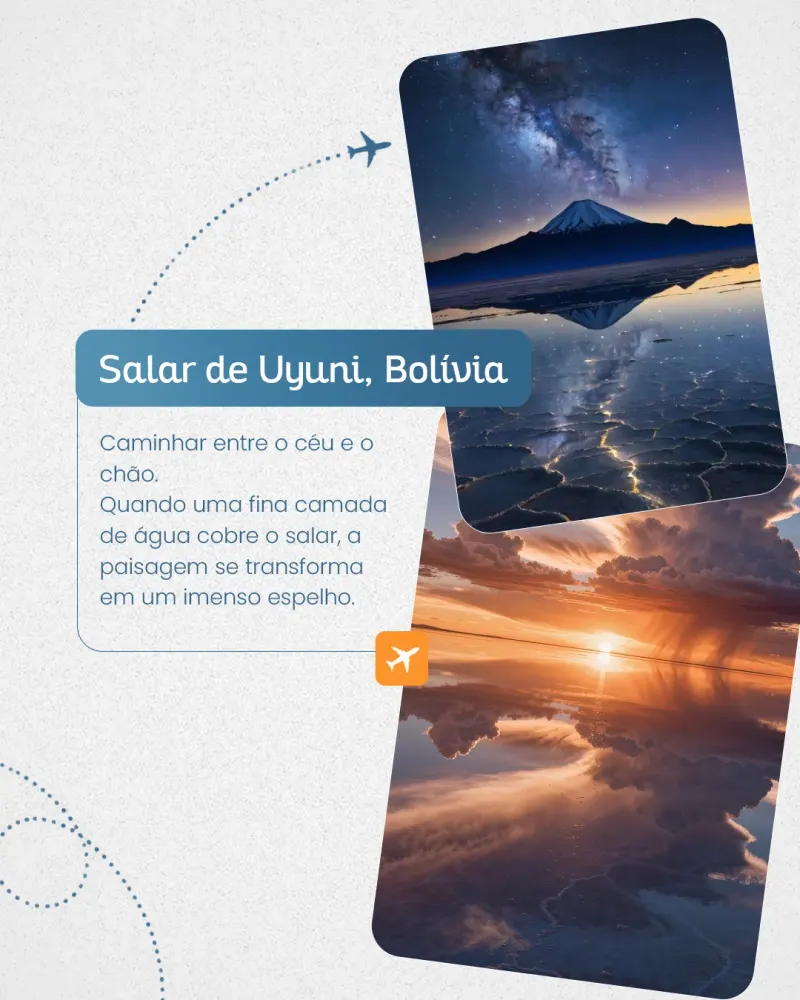 Salar de Uyuni, Bolívia
Caminhar entre o céu e o
chão.
Quando uma fina camada
de água cobre o salar, a
paisagem se transforma
em um imenso espelho.